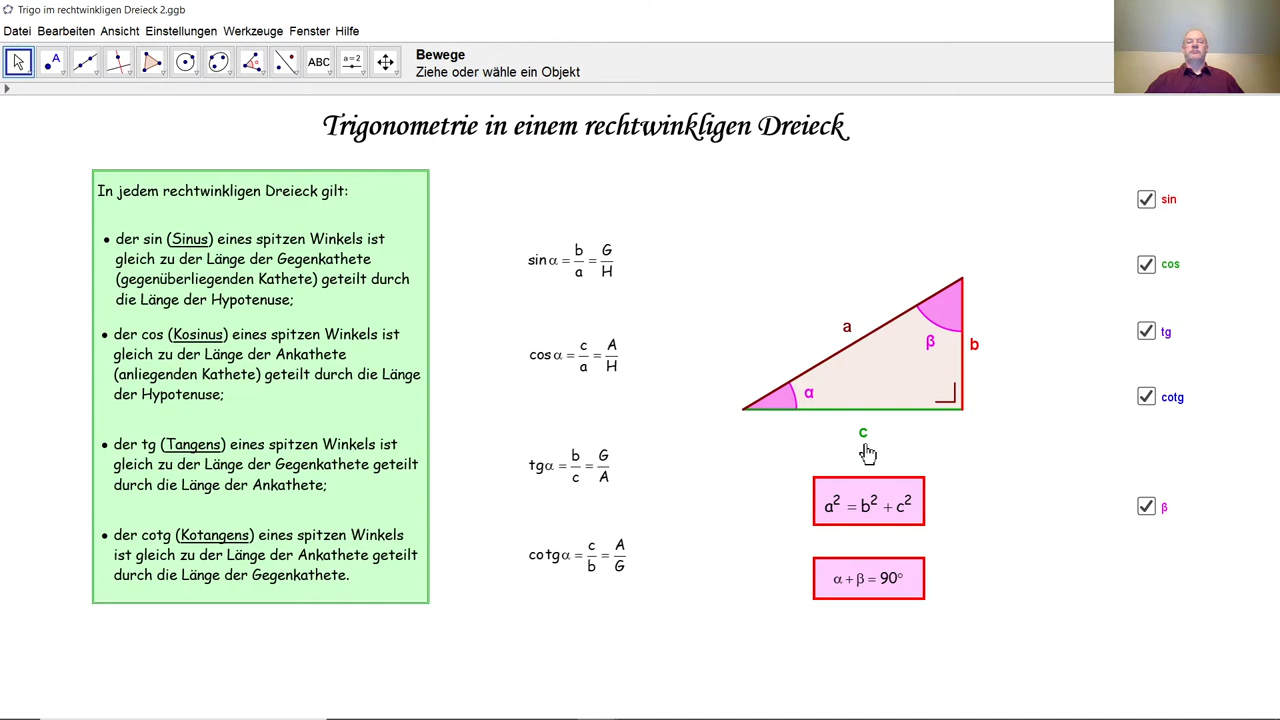 Trigo im rechtwinkligen Dreieck 2.ggb
Datei Bearbeiten Ansicht Einstellungen Werkzeuge Fenster Hilfe
A
α
ABC
a=2
Bewege
Ziehe oder wähle ein Objekt
Trigonometrie in einem rechtwinkligen Dreieck
In jedem rechtwinkligen Dreieck gilt:
• der sin (Sinus) eines spitzen Winkels ist
gleich zu der Länge der Gegenkathete
(gegenüberliegenden Kathete) geteilt durch
die Länge der Hypotenuse;
• der cos (Kosinus) eines spitzen Winkels ist
gleich zu der Länge der Ankathete
(anliegenden Kathete) geteilt durch die Länge
der Hypotenuse;
• der tg (Tangens) eines spitzen Winkels ist
gleich zu der Länge der Gegenkathete geteilt
durch die Länge der Ankathete;
• der cotg (Kotangens) eines spitzen Winkels
ist gleich zu der Länge der Ankathete geteilt
durch die Länge der Gegenkathete.
sin α = b/a = G/H
cos α = c/a = A/H
tg α = b/c = G/A
cotg α = c/b = A/G
a
β
b
α
c
a² = b² + c²
α + β = 90°
sin
cos
tg
cotg
β